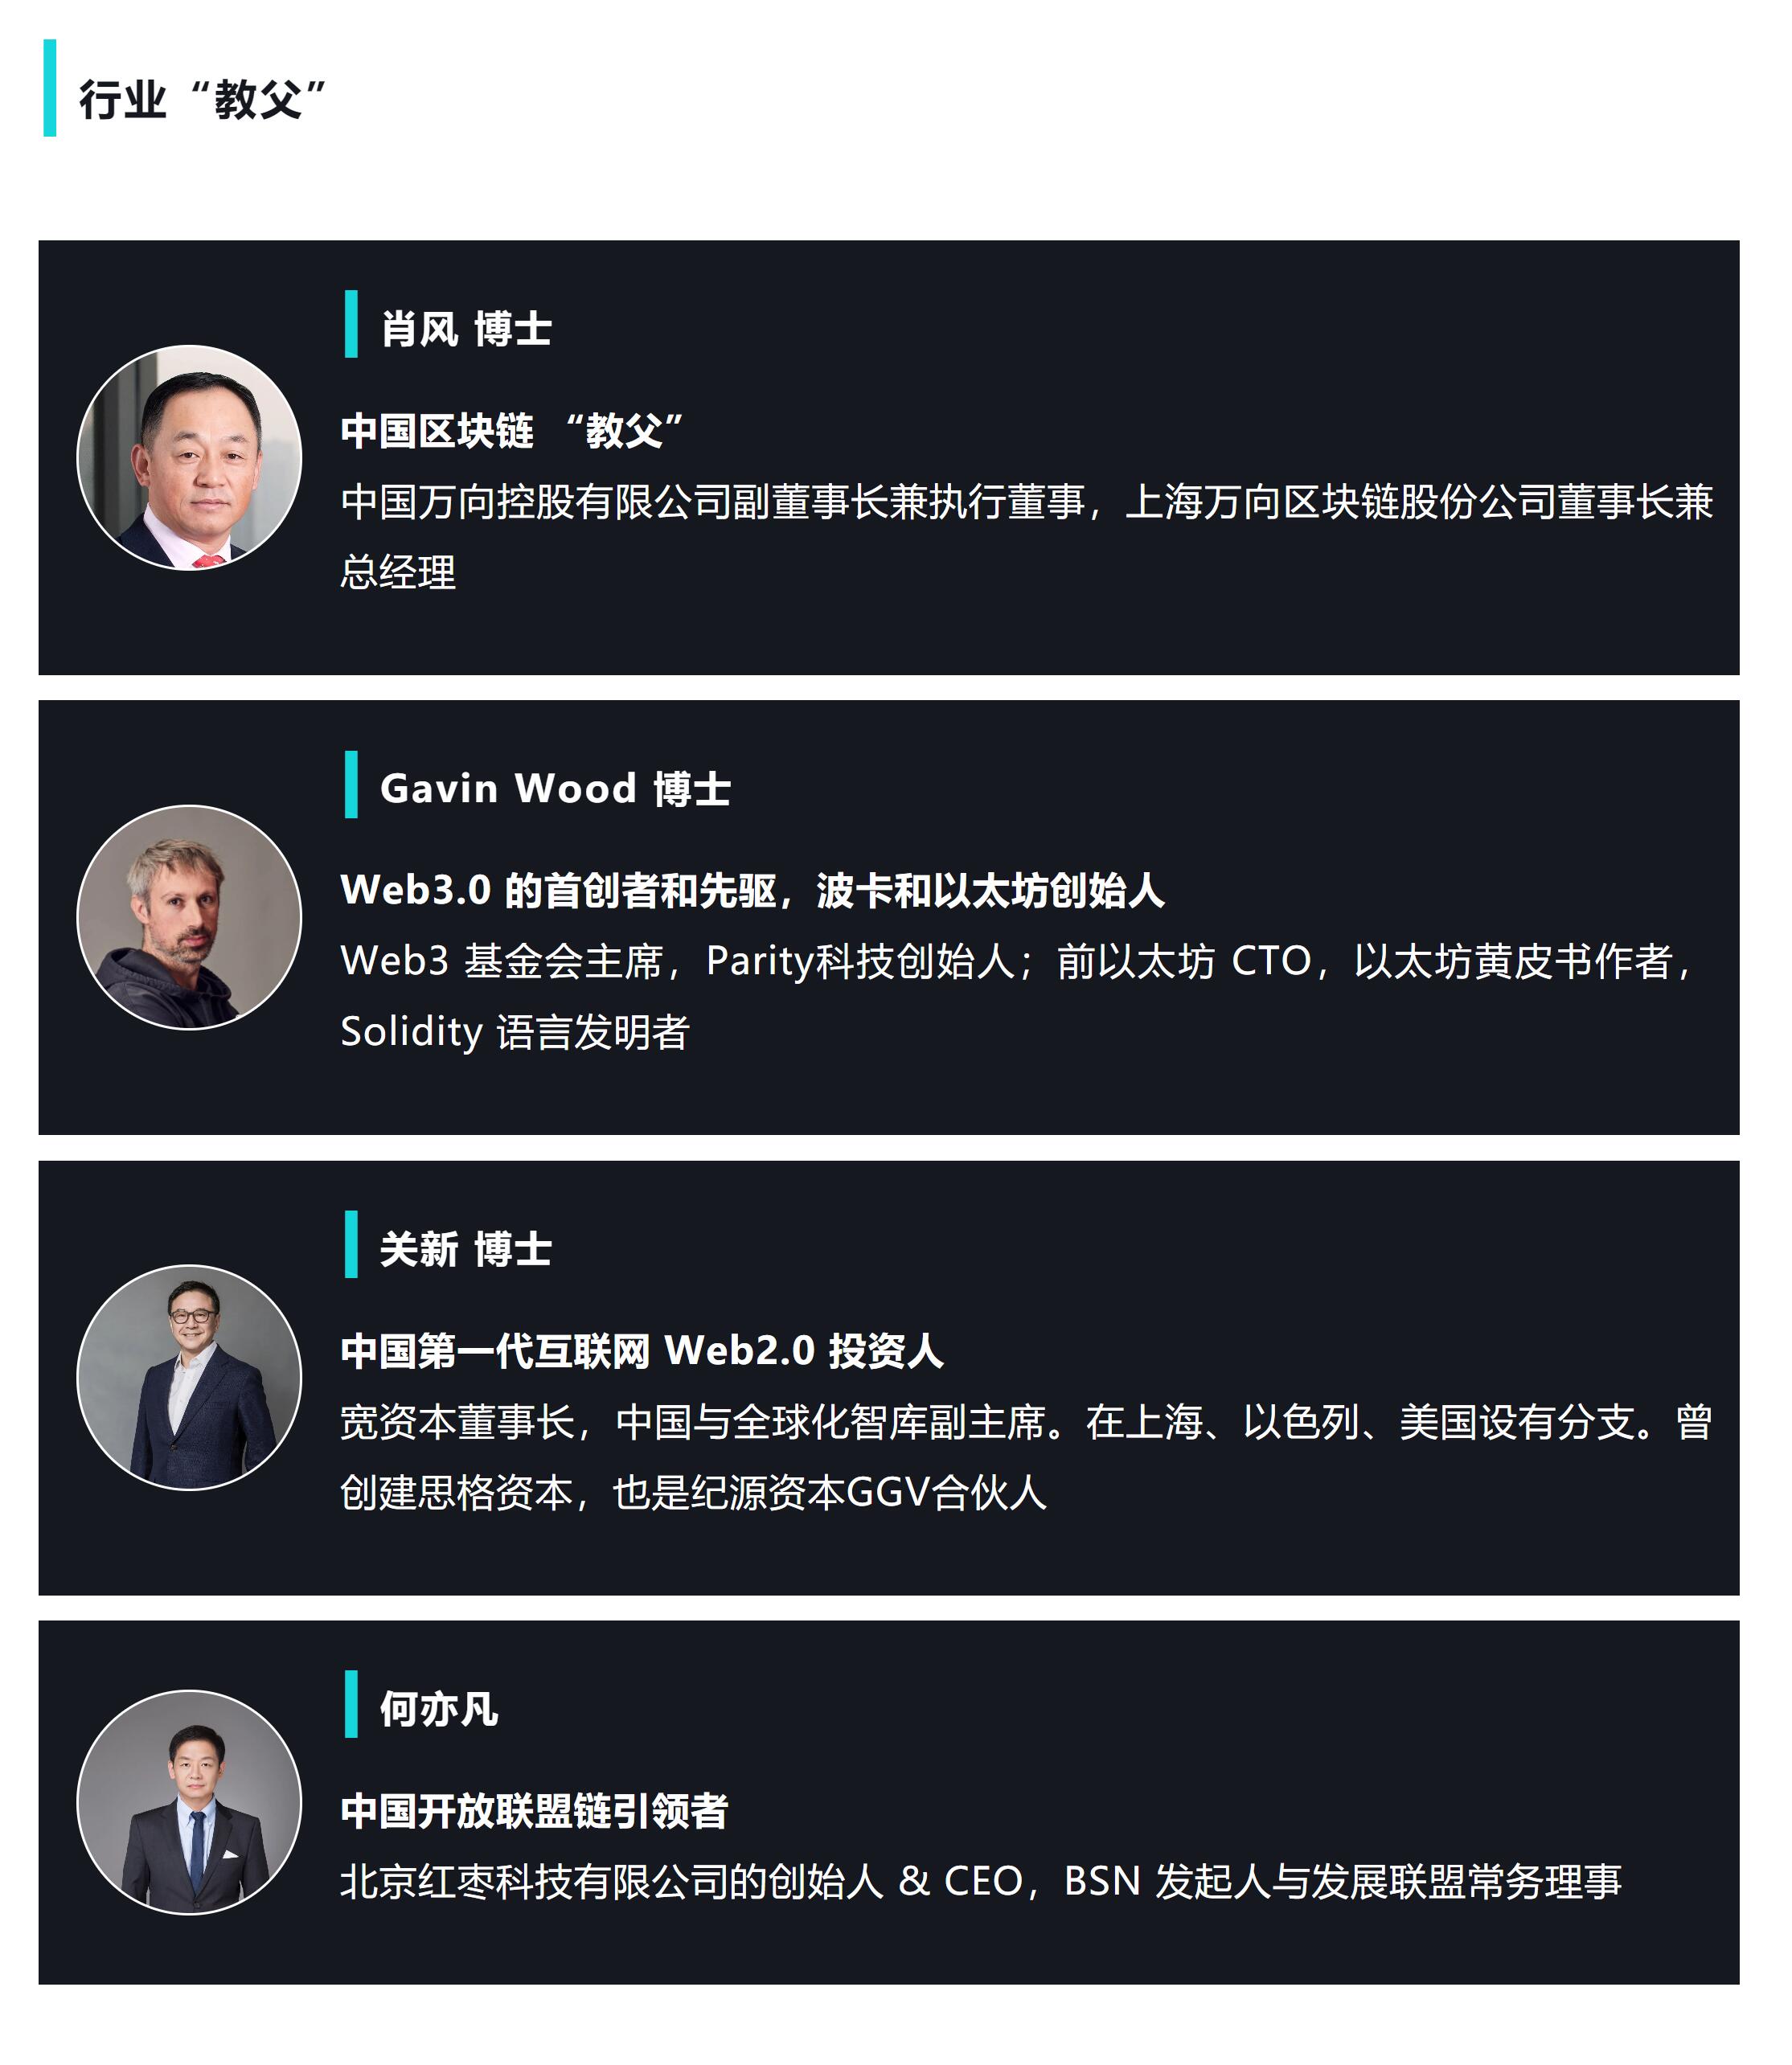 行业“教父”
肖风 博士
中国区块链 “教父”
中国万向控股有限公司副董事长兼执行董事，上海万向区块链股份公司董事长兼
总经理
Gavin Wood 博士
Web3.0 的首创者和先驱，波卡和以太坊创始人
Web3 基金会主席，Parity科技创始人；前以太坊 CTO，以太坊黄皮书作者，
Solidity 语言发明者
关新 博士
中国第一代互联网 Web2.0 投资人
宽资本董事长，中国与全球化智库副主席。在上海、以色列、美国设有分支。曾
创建思格资本，也是纪源资本GGV合伙人
何亦凡
中国开放联盟链引领者
北京红枣科技有限公司的创始人 & CEO，BSN 发起人与发展联盟常务理事